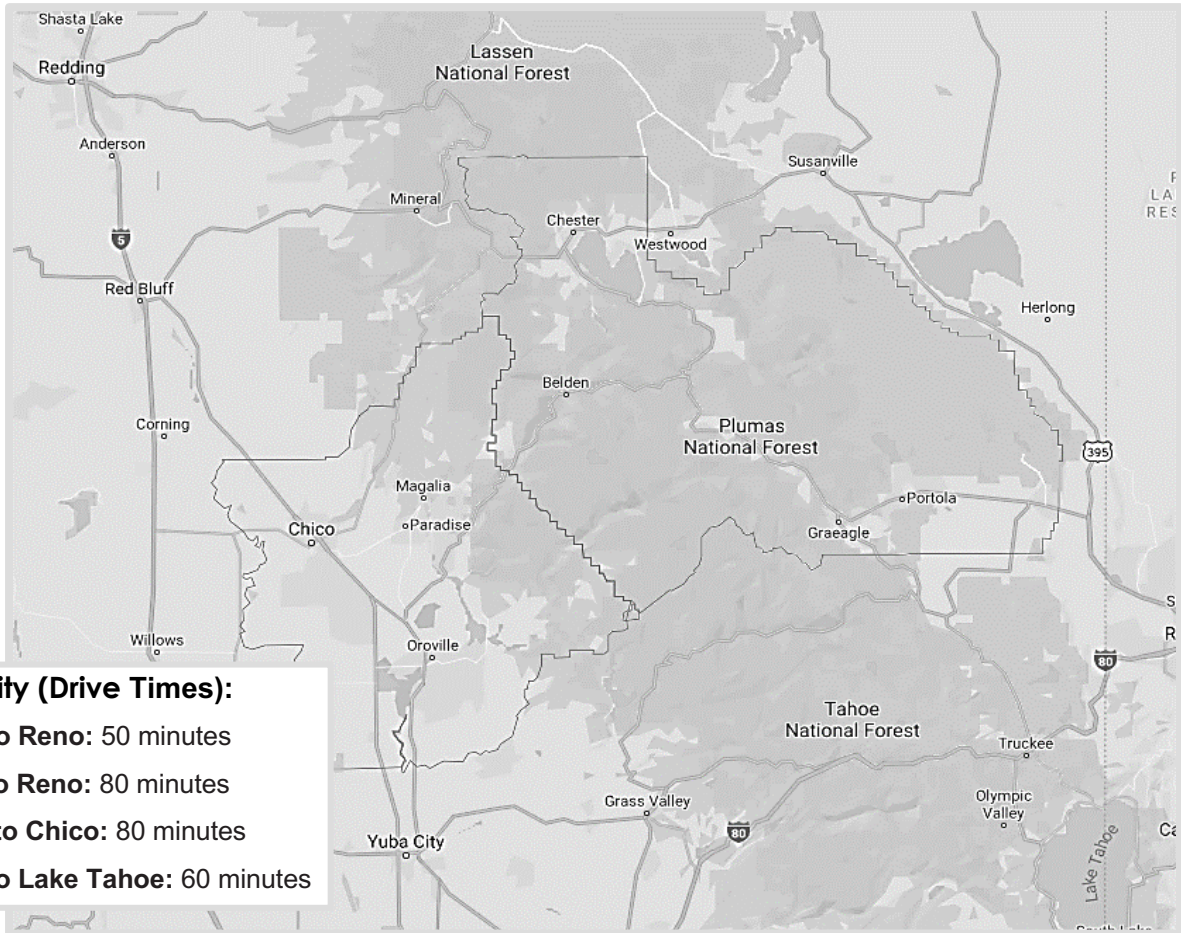 Shasta Lake
Lassen
National Forest
Redding
Anderson
Susanville
Mineral
Chester
Westwood
5
Red Bluff
Herlong
Belden
Corning
Plumas
National Forest
395
Magalia
Portola
Paradise
Chico
Graeagle
Willows
Oroville
80
(Drive Times):
Reno: 50 minutes
Reno: 80 minutes
to Chico: 80 minutes
Lake Tahoe: 60 minutes
Tahoe
National Forest
Truckee
Olympic
Valley
Grass Valley
80
Yuba City
Lake Tahoe